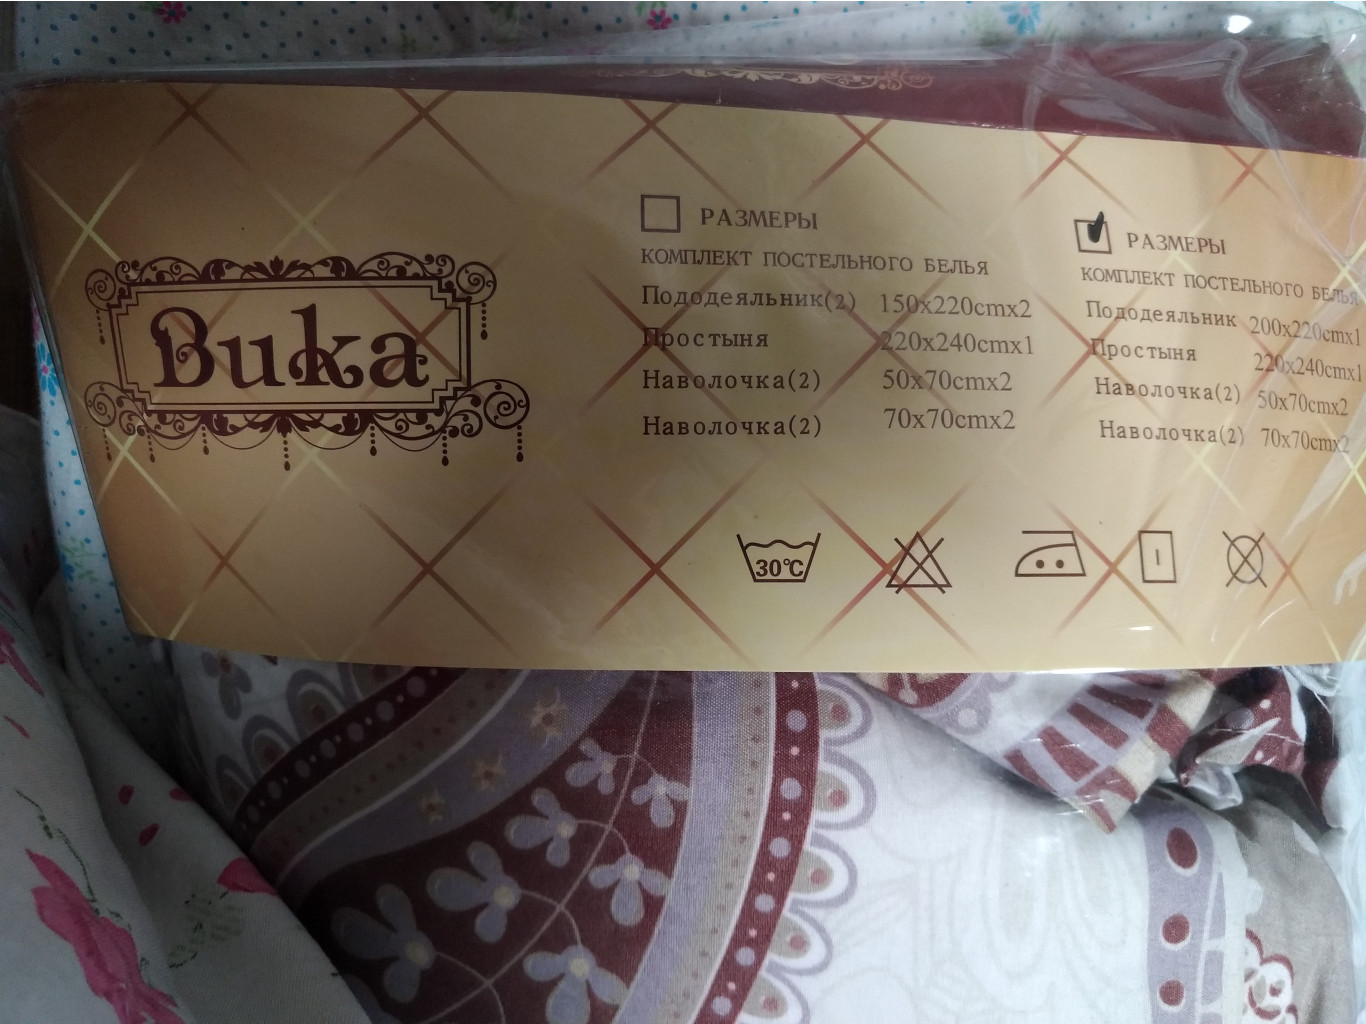 Buka
РАЗМЕРЫ
КОМПЛЕКТ ПОСТЕЛЬНОГО БЕЛЬЯ
Пододеяльник(2) 150x220cmx2
Простыня 220x240cmx1
Наволочка(2) 50x70cmx2
Наволочка(2) 70x70cmx2
РАЗМЕРЫ
КОМПЛЕКТ ПОСТЕЛЬНОГО БЕЛЬЯ
Пододеяльник 200x220cmx1
Простыня 220x240cmx1
Наволочка(2) 50x70cmx2
Наволочка(2) 70x70cmx2
30°C